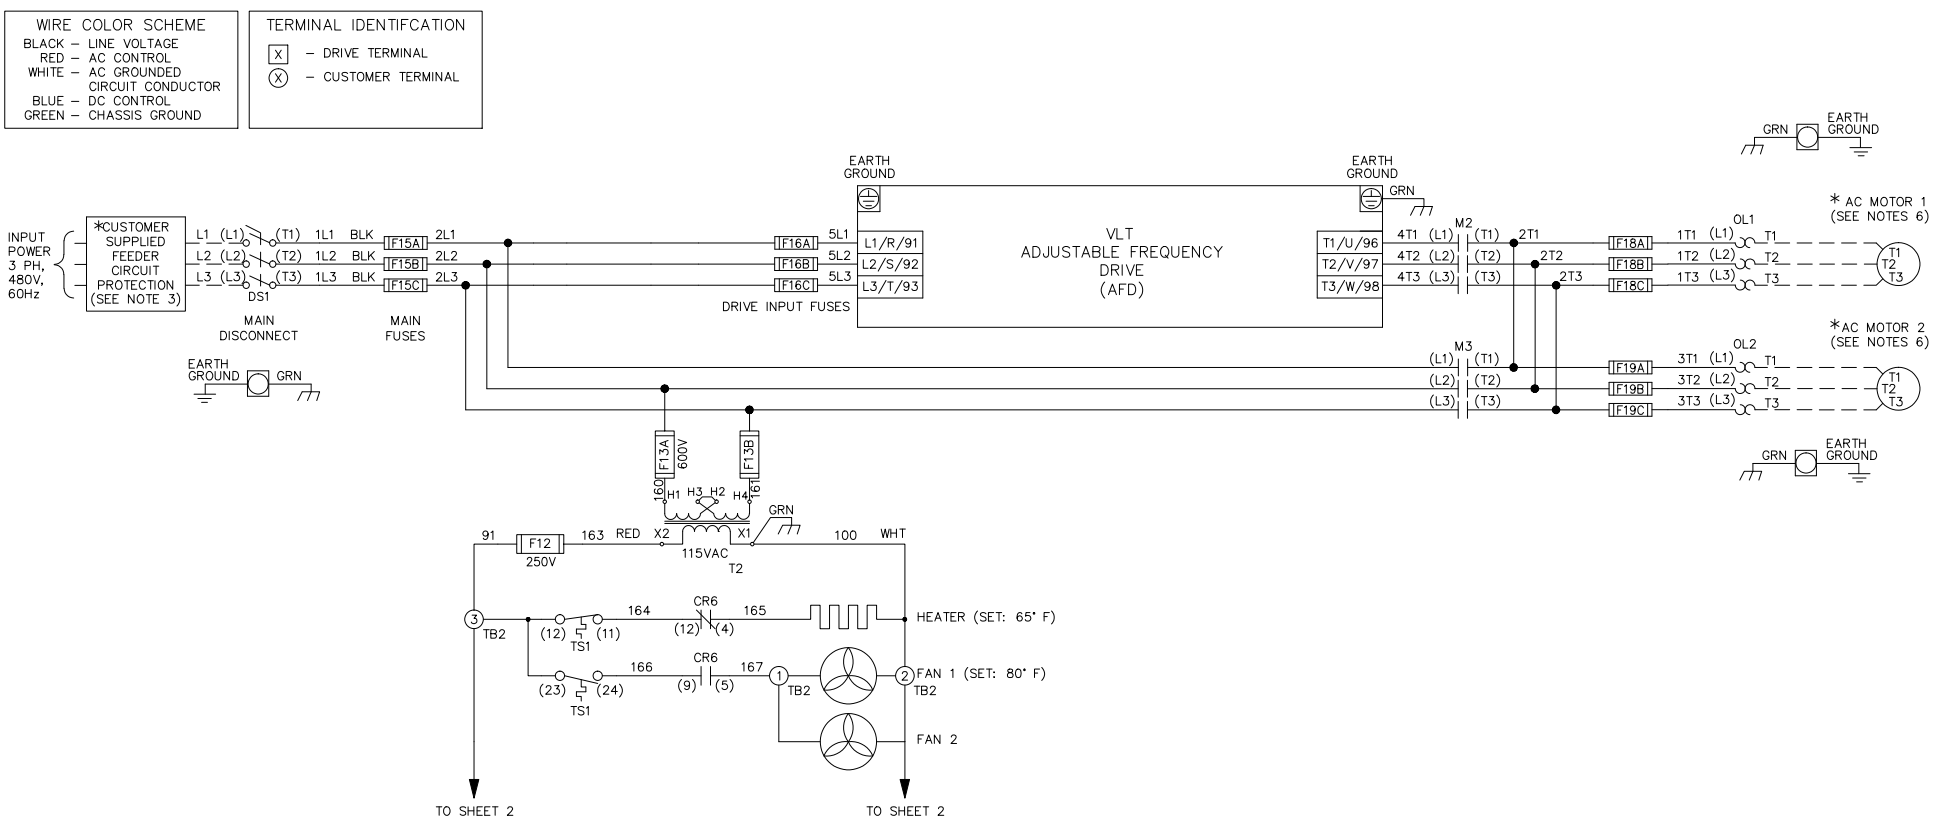 WIRE COLOR SCHEME
BLACK – LINE VOLTAGE
RED – AC CONTROL
WHITE – AC GROUNDED
CIRCUIT CONDUCTOR
BLUE – DC CONTROL
GREEN – CHASSIS GROUND
TERMINAL IDENTIFCATION
X – DRIVE TERMINAL
X – CUSTOMER TERMINAL
INPUT
POWER
3 PH,
480V,
60Hz
*CUSTOMER
SUPPLIED
FEEDER
CIRCUIT
PROTECTION
(SEE NOTE 3)
L1 (L1) (T1) 1L1 BLK F15A 2L1
L2 (L2) (T2) 1L2 BLK F15B 2L2
L3 (L3) (T3) 1L3 BLK F15C 2L3
DS1
MAIN
DISCONNECT
MAIN
FUSES
EARTH
GROUND GRN
F16A 5L1 L1/R/91
F16B 5L2 L2/S/92
F16C 5L3 L3/T/93
DRIVE INPUT FUSES
EARTH
GROUND
VLT
ADJUSTABLE FREQUENCY
DRIVE
(AFD)
EARTH
GROUND
GRN
T1/U/96 4T1 (L1) M2 (T1) 2T1
T2/V/97 4T2 (L2) (T2) 2T2
T3/W/98 4T3 (L3) (T3) 2T3
F18A 1T1 (L1) OL1 T1
F18B 1T2 (L2) T2
F18C 1T3 (L3) T3
GRN
EARTH
GROUND
* AC MOTOR 1
(SEE NOTES 6)
T1
T2
T3
M3
(L1) (T1)
(L2) (T2)
(L3) (T3)
OL2
F19A 3T1 (L1) T1
F19B 3T2 (L2) T2
F19C 3T3 (L3) T3
*AC MOTOR 2
(SEE NOTES 6)
T1
T2
T3
GRN
EARTH
GROUND
F13A
600V
F13B
160
161
H1 H3 H2 H4
GRN
91 F12 163 RED X2 X1 100 WHT
250V
115VAC
T2
3 TB2
(12) (11)
TS1
164
CR6
(12) (4)
165
HEATER (SET: 65° F)
(23) (24)
TS1
166
CR6
(9) (5)
167
1 TB2
2 TB2
FAN 1 (SET: 80° F)
FAN 2
TO SHEET 2
TO SHEET 2